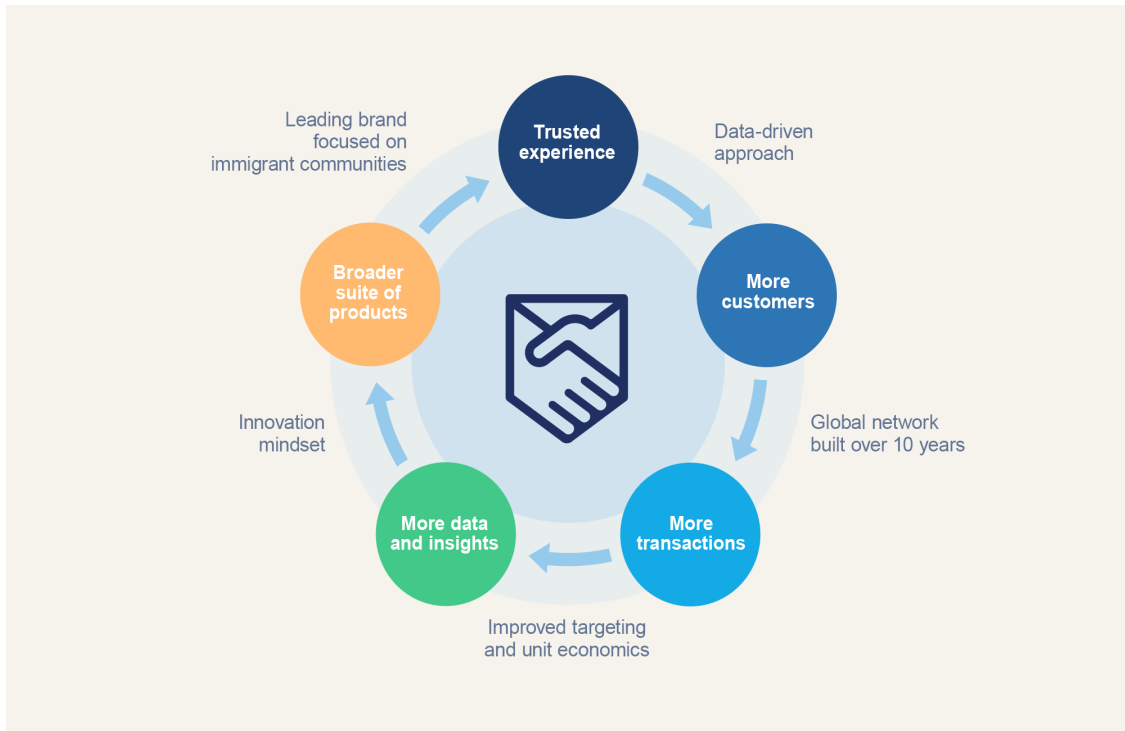 Leading brand
focused on
immigrant communities
Trusted
experience
Data-driven
approach
Broader
suite of
products
More
customers
Innovation
mindset
Global network
built over 10 years
More data
and insights
More
transactions
Improved targeting
and unit economics